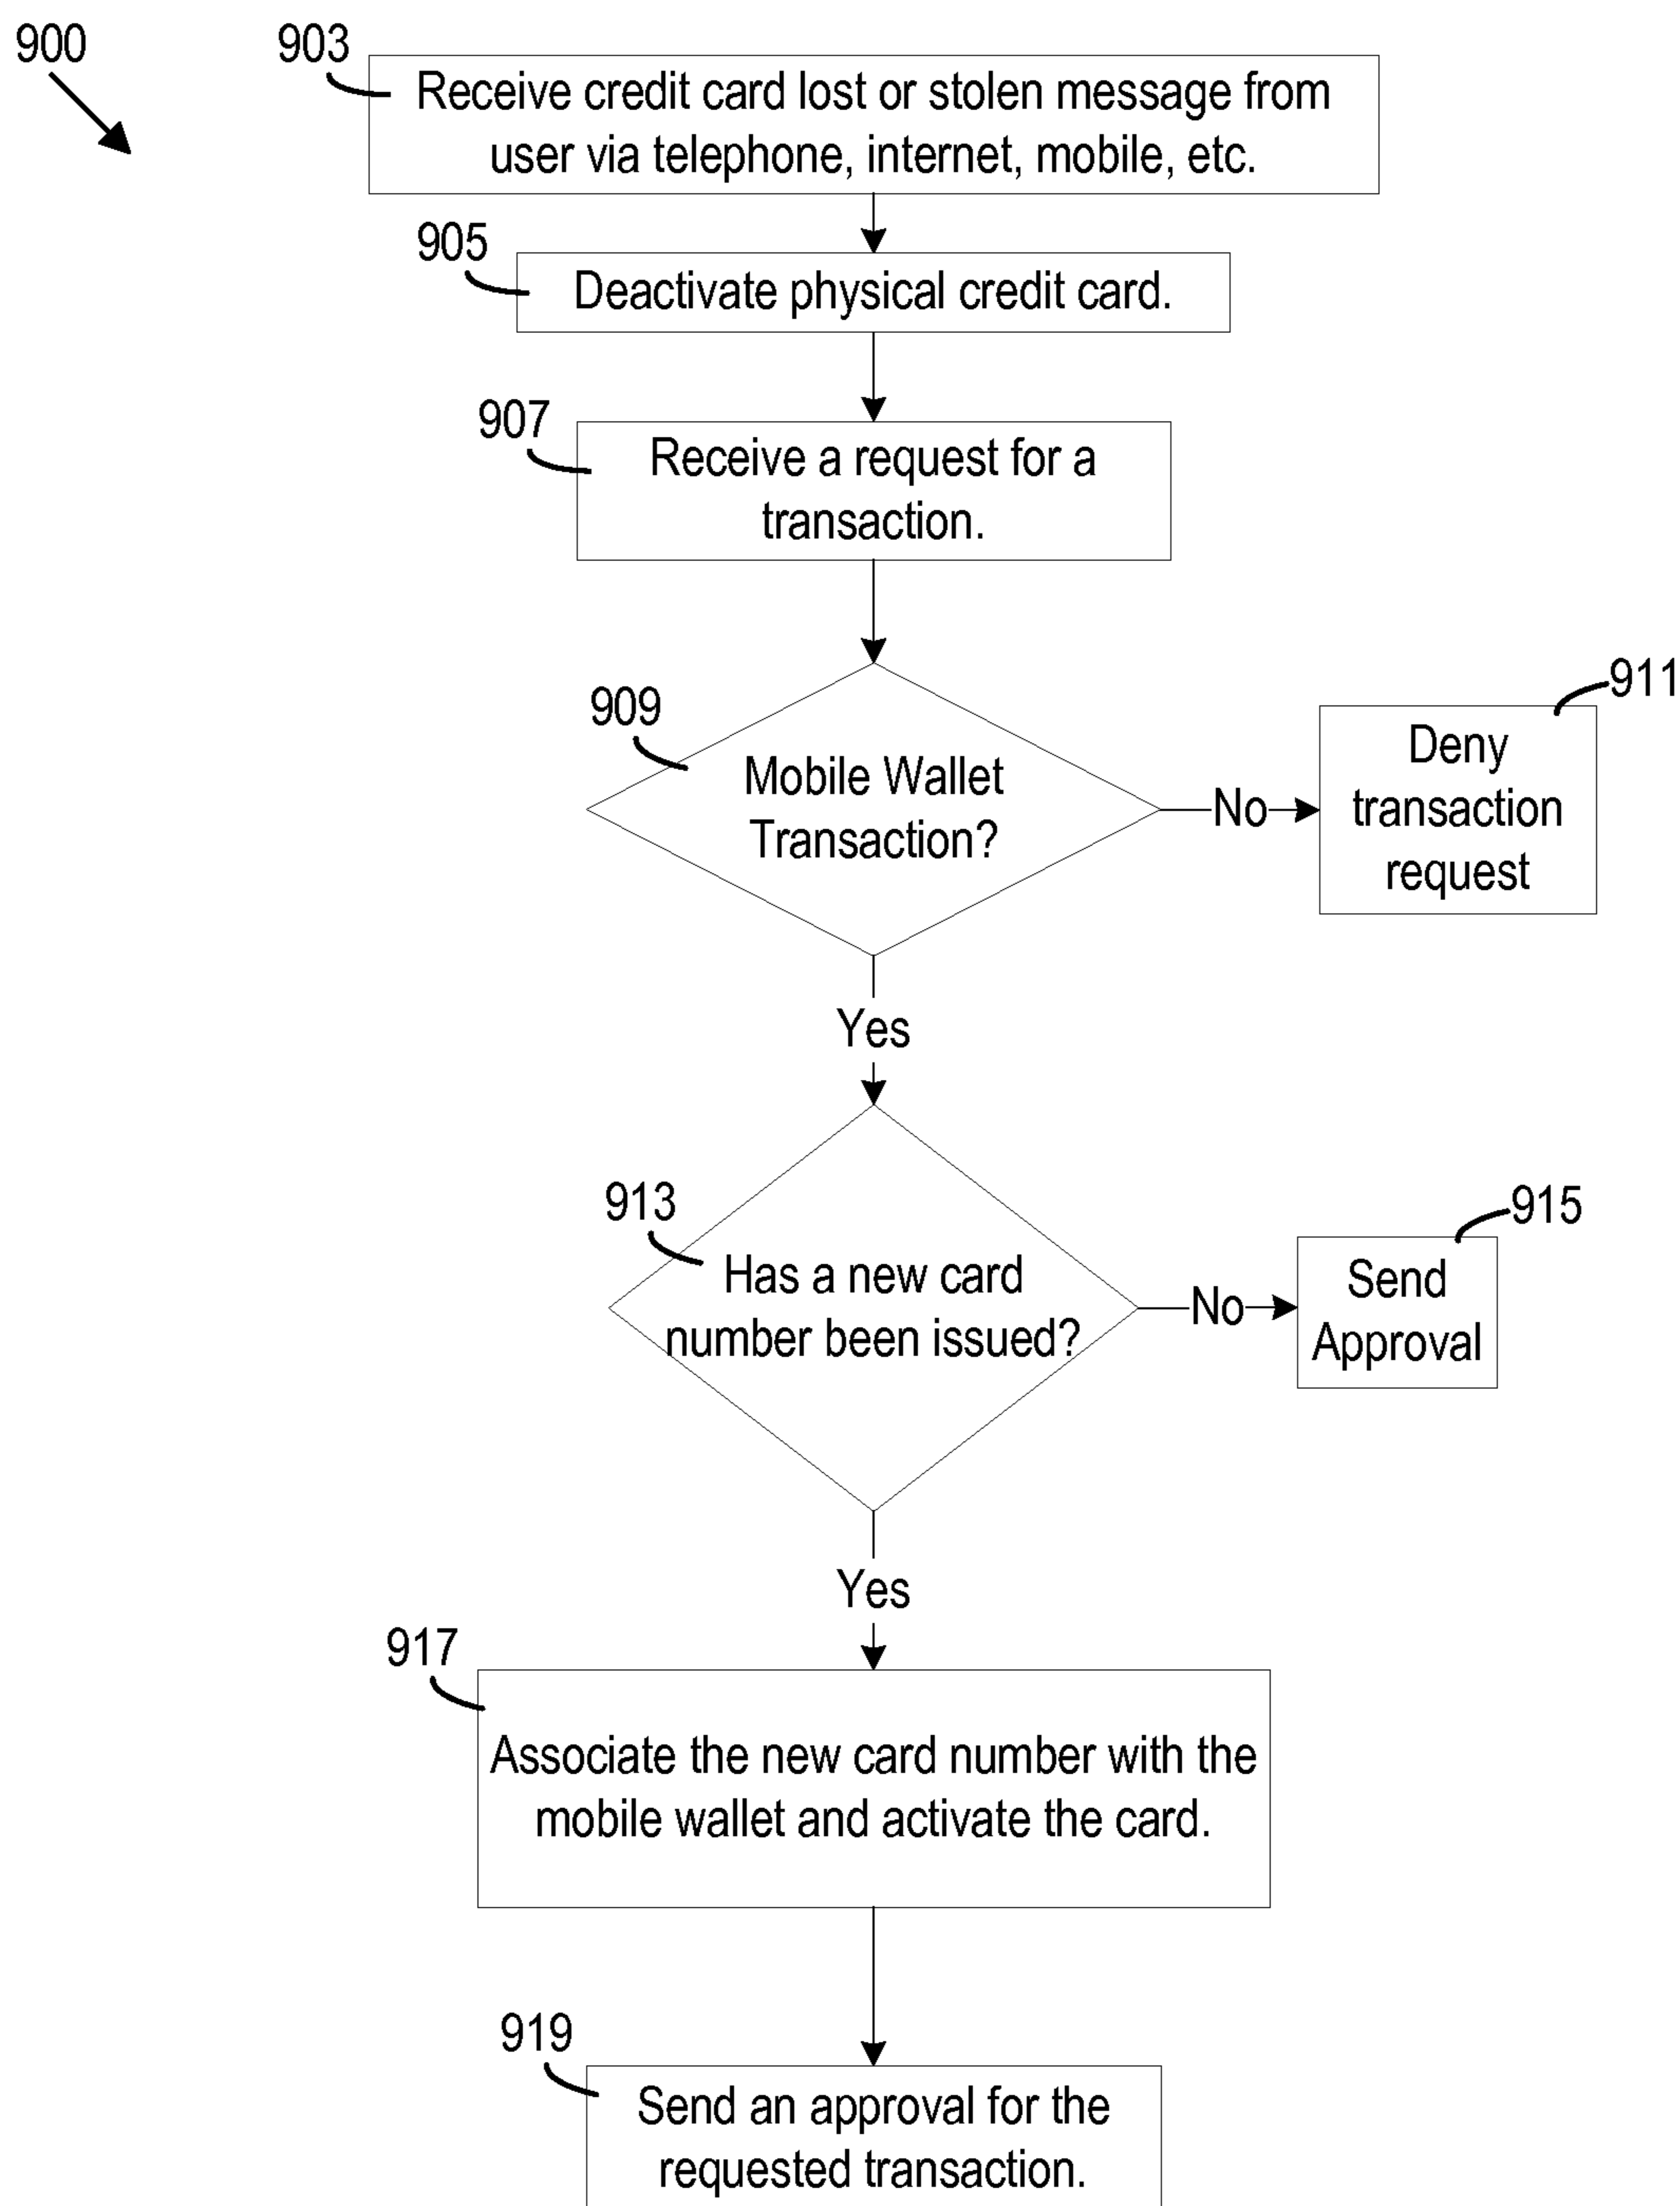 900
903
Receive credit card lost or stolen message from
user via telephone, internet, mobile, etc.
905
Deactivate physical credit card.
907
Receive a request for a
transaction.
909
Mobile Wallet
Transaction?
No
911
Deny
transaction
request
Yes
913
Has a new card
number been issued?
No
915
Send
Approval
Yes
917
Associate the new card number with the
mobile wallet and activate the card.
919
Send an approval for the
requested transaction.